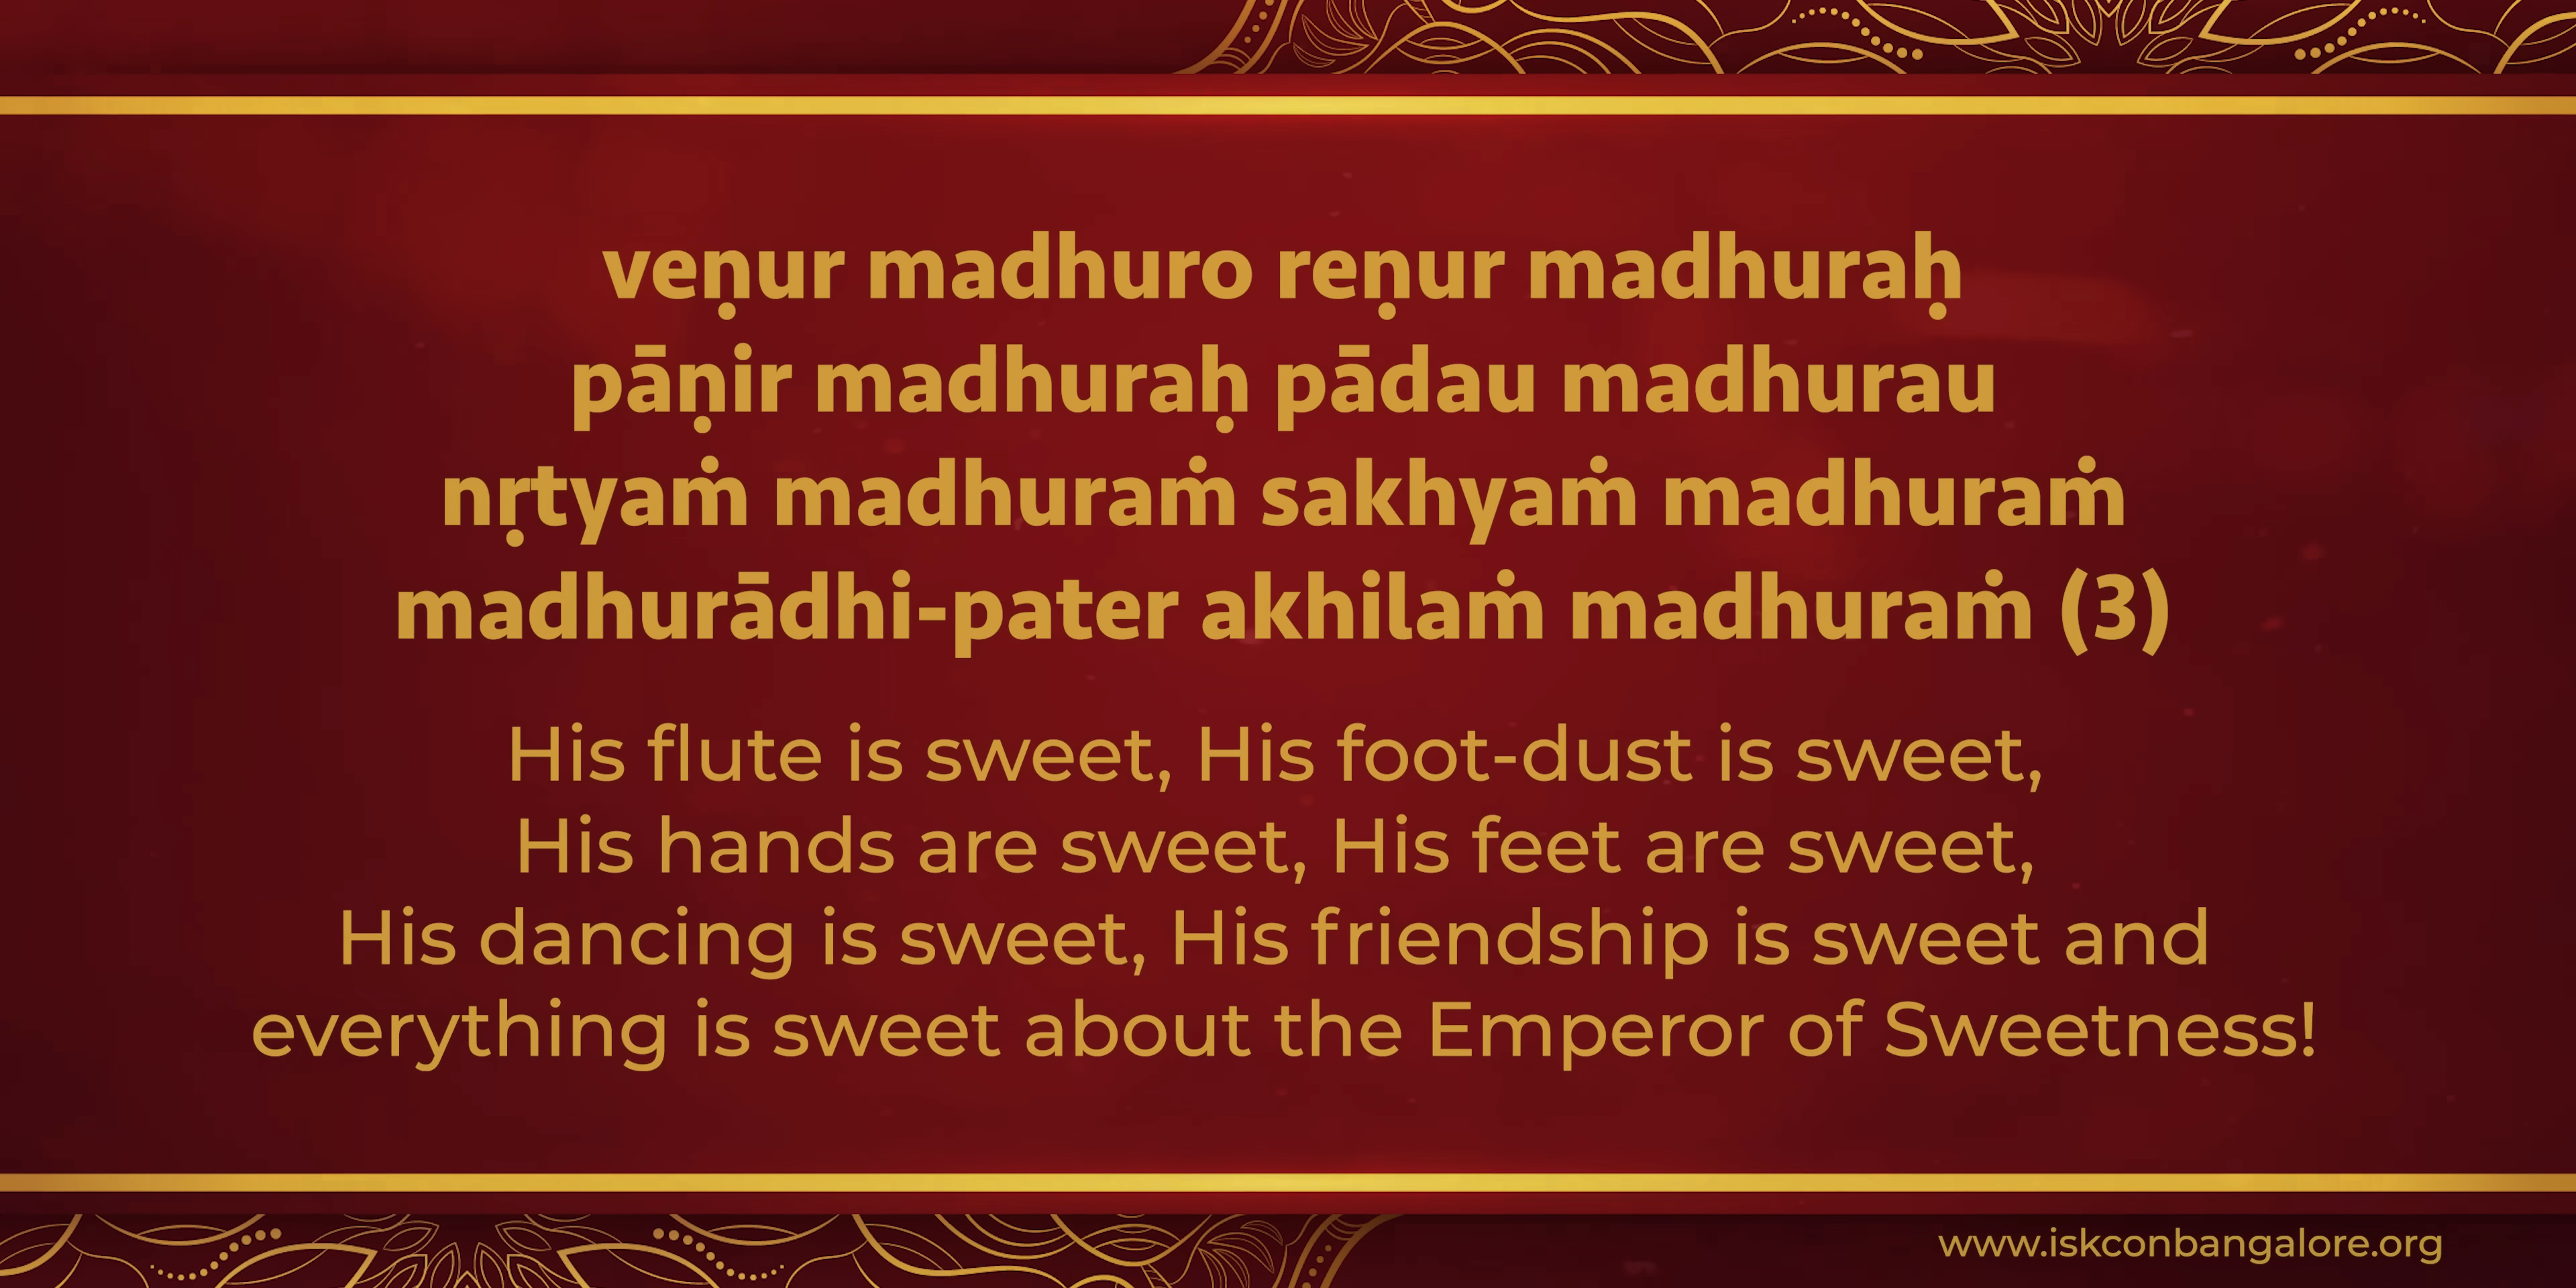 veṇur madhuro reṇur madhuraḥ
pāṇir madhuraḥ pādau madhurau
nṛtyaṁ madhuraṁ sakhyaṁ madhuraṁ
madhurādhi-pater akhilaṁ madhuraṁ (3)
His flute is sweet, His foot-dust is sweet,
His hands are sweet, His feet are sweet,
His dancing is sweet, His friendship is sweet and
everything is sweet about the Emperor of Sweetness!
www.iskconbangalore.org